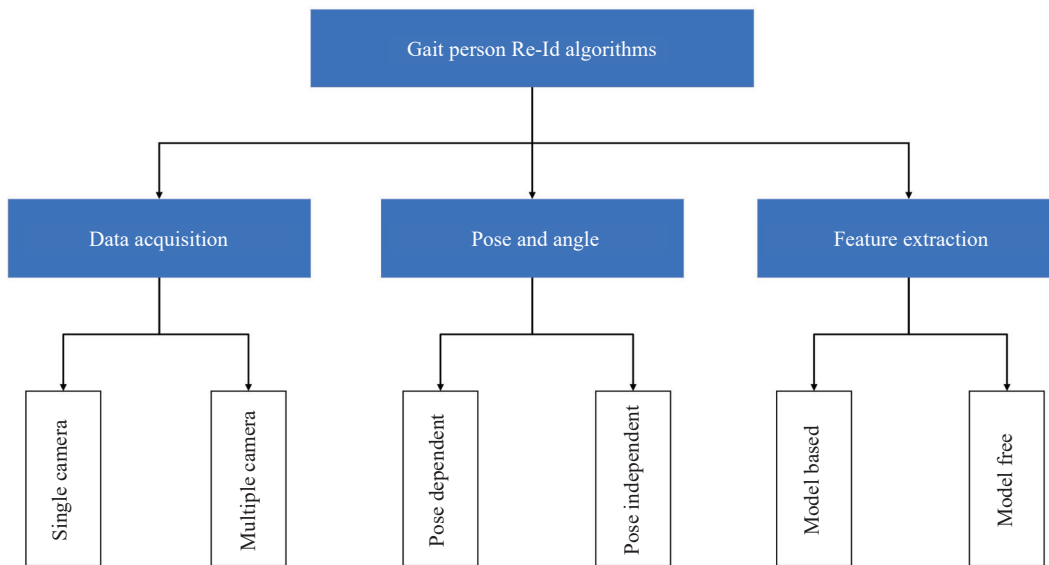 Gait person Re-Id algorithms
Data acquisition
Pose and angle
Feature extraction
Single camera
Multiple camera
Pose dependent
Pose independent
Model based
Model free